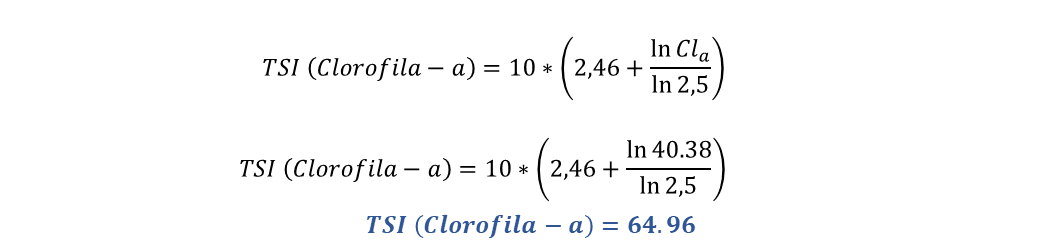 TSI (Clorofila − a) = 10 * (2,46 + ln Cl_a / ln 2,5)
TSI (Clorofila − a) = 10 * (2,46 + ln 40.38 / ln 2,5)
TSI (Clorofila − a) = 64.96